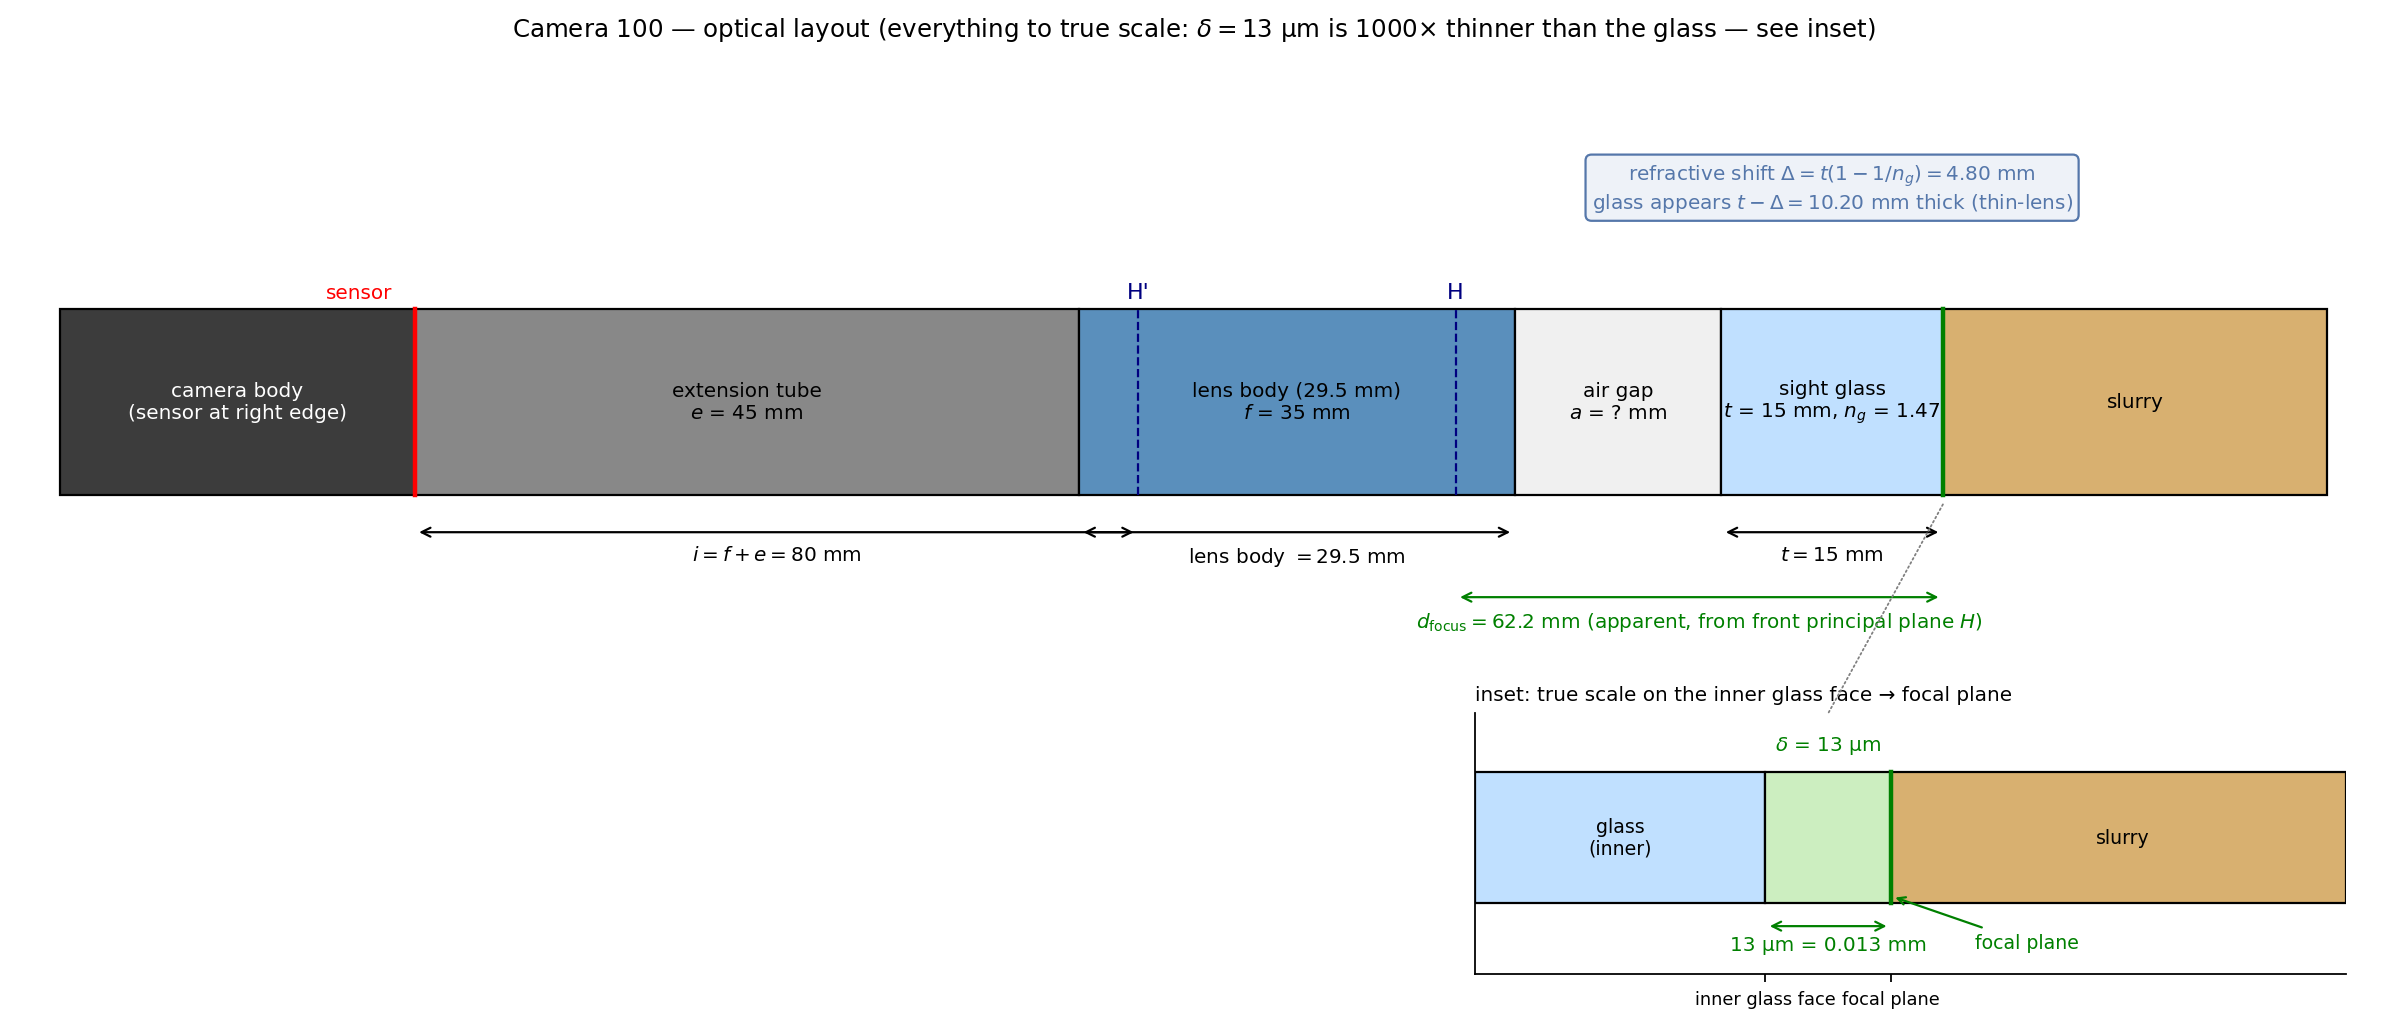 Camera 100 — optical layout (everything to true scale: δ = 13 µm is 1000× thinner than the glass — see inset)
refractive shift Δ = t(1 − 1/n_g) = 4.80 mm
glass appears t − Δ = 10.20 mm thick (thin-lens)
sensor
H'
H
camera body
(sensor at right edge)
extension tube
e = 45 mm
lens body (29.5 mm)
f = 35 mm
air gap
a = ? mm
sight glass
t = 15 mm, n_g = 1.47
slurry
i = f + e = 80 mm
lens body = 29.5 mm
t = 15 mm
d_focus = 62.2 mm (apparent, from front principal plane H)
inset: true scale on the inner glass face → focal plane
δ = 13 µm
glass
(inner)
slurry
13 µm = 0.013 mm
focal plane
inner glass face
focal plane